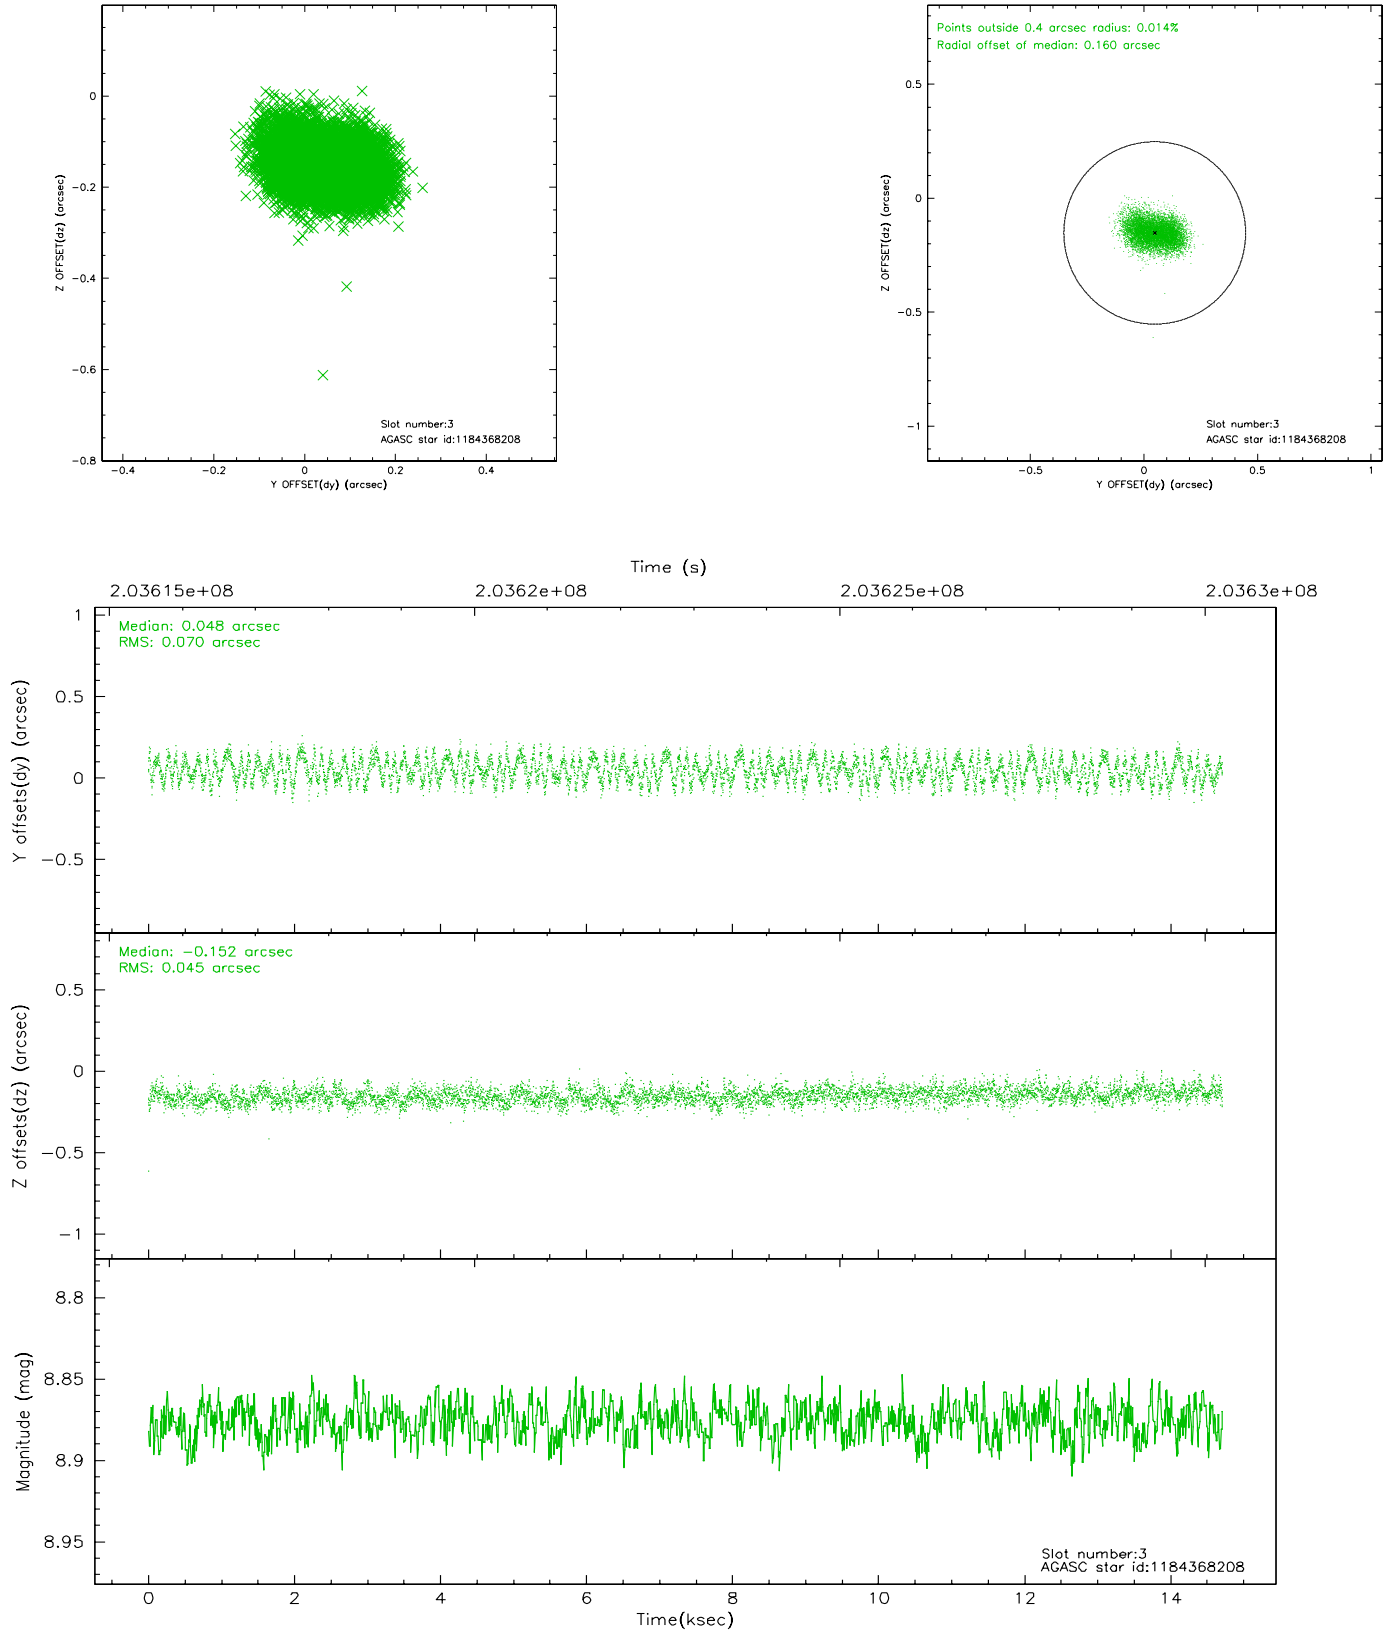 0
−0.2
−0.4
−0.6
−0.8
−0.4
−0.2
0
0.2
0.4
Z OFFSET(dz) (arcsec)
Y OFFSET(dy) (arcsec)
Slot number:3
AGASC star id:1184368208
Points outside 0.4 arcsec radius: 0.014%
Radial offset of median: 0.160 arcsec
0.5
0
−0.5
−1
−0.5
0
0.5
1
Z OFFSET(dz) (arcsec)
Y OFFSET(dy) (arcsec)
Slot number:3
AGASC star id:1184368208
Time (s)
2.03615e+08
2.0362e+08
2.03625e+08
2.0363e+08
Median: 0.048 arcsec
RMS: 0.070 arcsec
1
0.5
0
−0.5
Y offsets(dy) (arcsec)
Median: −0.152 arcsec
RMS: 0.045 arcsec
0.5
0
−0.5
−1
Z offsets(dz) (arcsec)
8.8
8.85
8.9
8.95
Magnitude (mag)
Slot number:3
AGASC star id:1184368208
0
2
4
6
8
10
12
14
Time(ksec)